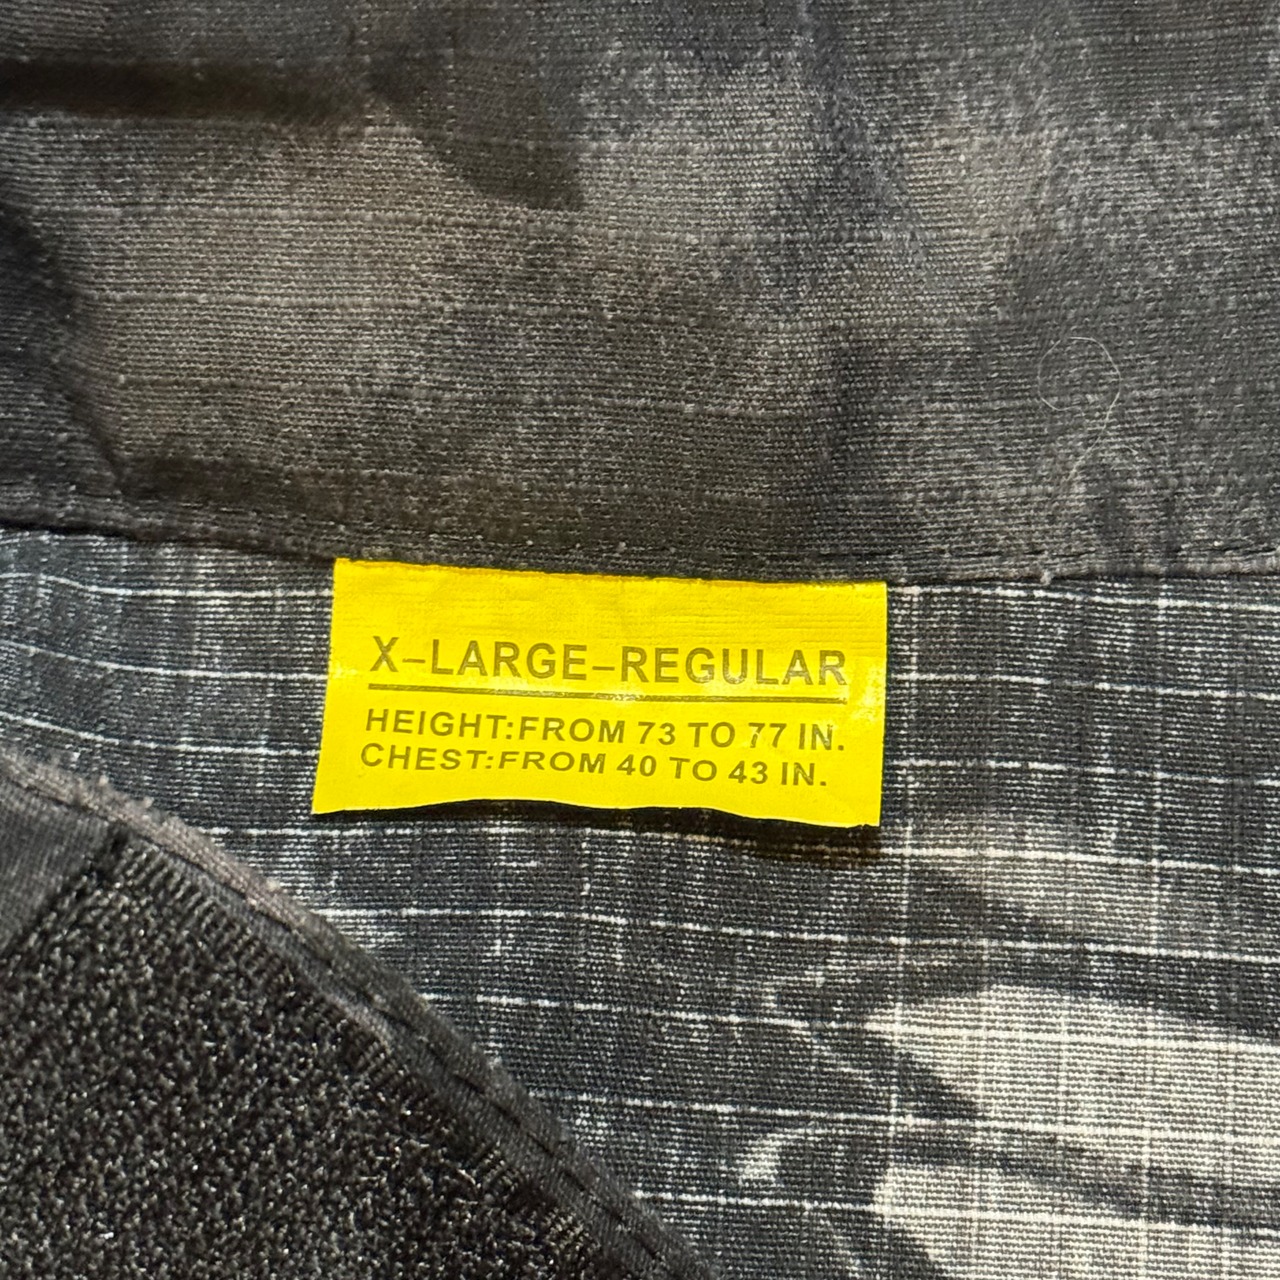 X-LARGE-REGULAR
HEIGHT:FROM 73 TO 77 IN.
CHEST:FROM 40 TO 43 IN.